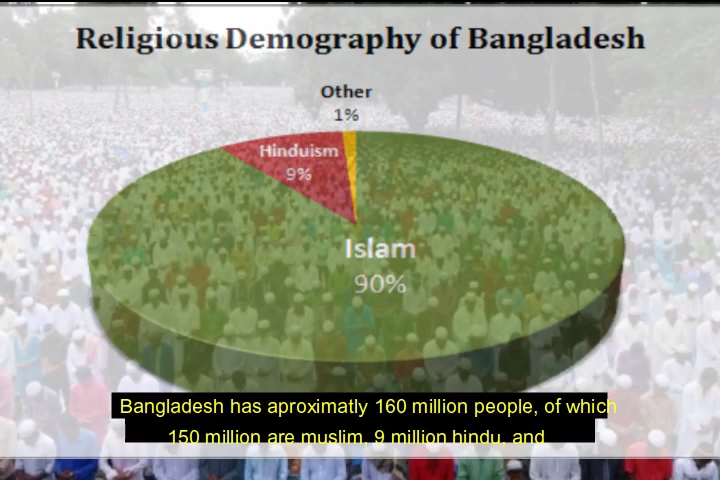 Religious Demography of Bangladesh
Other
1%
Hinduism
9%
Islam
90%
Bangladesh has aproximatly 160 million people, of which
150 million are muslim, 9 million hindu, and